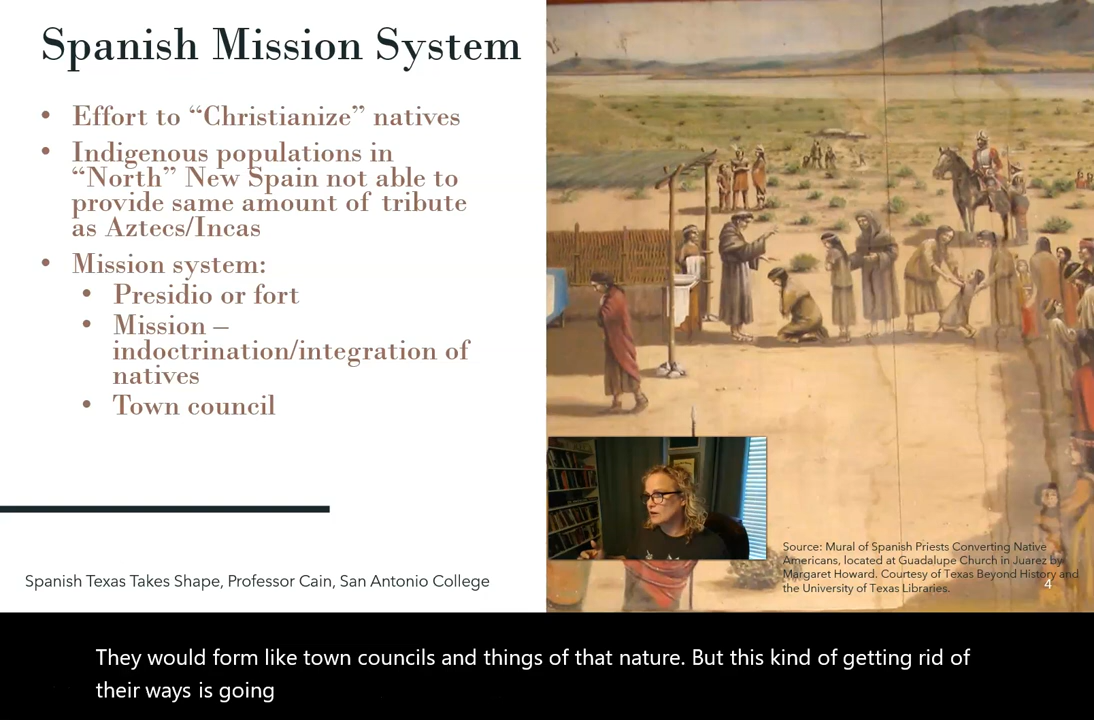 Spanish Mission System
• Effort to “Christianize” natives
• Indigenous populations in
“North” New Spain not able to
provide same amount of tribute
as Aztecs/Incas
• Mission system:
• Presidio or fort
• Mission –
indoctrination/integration of
natives
• Town council
Spanish Texas Takes Shape, Professor Cain, San Antonio College
Source: Mural of Spanish Priests Converting Native
Americans, located at Guadalupe Church in Juarez by
Margaret Howard. Courtesy of Texas Beyond History and
the University of Texas Libraries.
4
They would form like town councils and things of that nature. But this kind of getting rid of
their ways is going